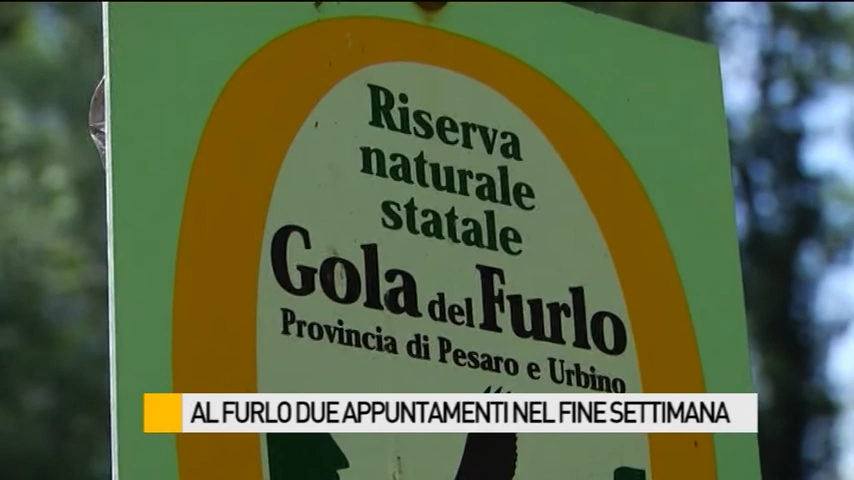 Riserva
naturale
statale
Gola del Furlo
Provincia di Pesaro e Urbino
AL FURLO DUE APPUNTAMENTI NEL FINE SETTIMANA